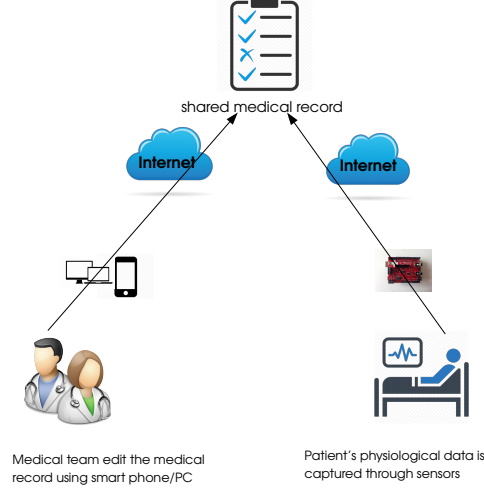 shared medical record
Internet
Internet
Medical team edit the medical
record using smart phone/PC
Patient's physiological data is
captured through sensors